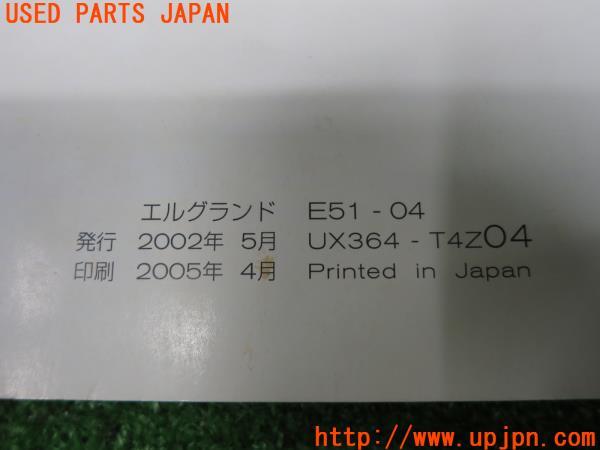 USED PARTS JAPAN
エルグランド E51 - 04
発行 2002年 5月 UX364 - T4Z04
印刷 2005年 4月 Printed in Japan
http://www.upjpn.com/